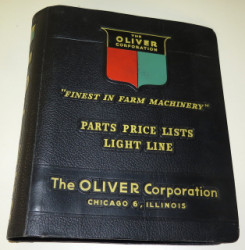 THE
OLIVER
CORPORATION
"FINEST IN FARM MACHINERY"
PARTS PRICE LISTS
LIGHT LINE
The OLIVER Corporation
CHICAGO 6, ILLINOIS